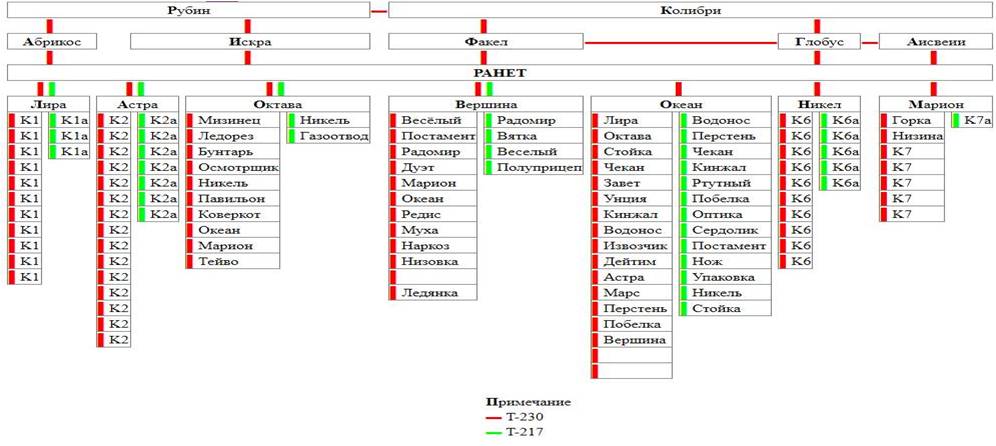 Рубин Колибри
Абрикос Искра Факел Глобус Аисвеии
РАНЕТ
Лира Астра Октава Вершина Океан Никел Марион
К1 К1а К2 К2а Мизинец Никель Весёлый Радомир Лира Водонос К6 К6а Горка К7а
К1 К1а К2 К2а Ледорез Газоотвод Постамент Вятка Октава Перстень К6 К6а Низина
К1 К1а К2 К2а Бунтарь Радомир Веселый Стойка Чекан К6 К6а К7
К1 К2 К2а Осмотрщик Дуэт Полуприцеп Чекан Кинжал К6 К6а К7
К1 К2 К2а Никель Марион Завет Ртутный К6 К6а К7
К1 К2 К2а Павильон Океан Унция Побелка К6 К7
К1 К2 К2а Коверкот Редис Кинжал Оптика К6 К7
К1 К2 Океан Муха Водонос Сердолик К6
К1 К2 Марион Наркоз Извозчик Постамент К6
К1 К2 Тейво Низовка Дейтим Нож К6
К1 К2 Астра Упаковка
К2 Ледянка Марс Никель
К2 Перстень Стойка
К2 Побелка
К2 Вершина
Примечание
Т-230
Т-217